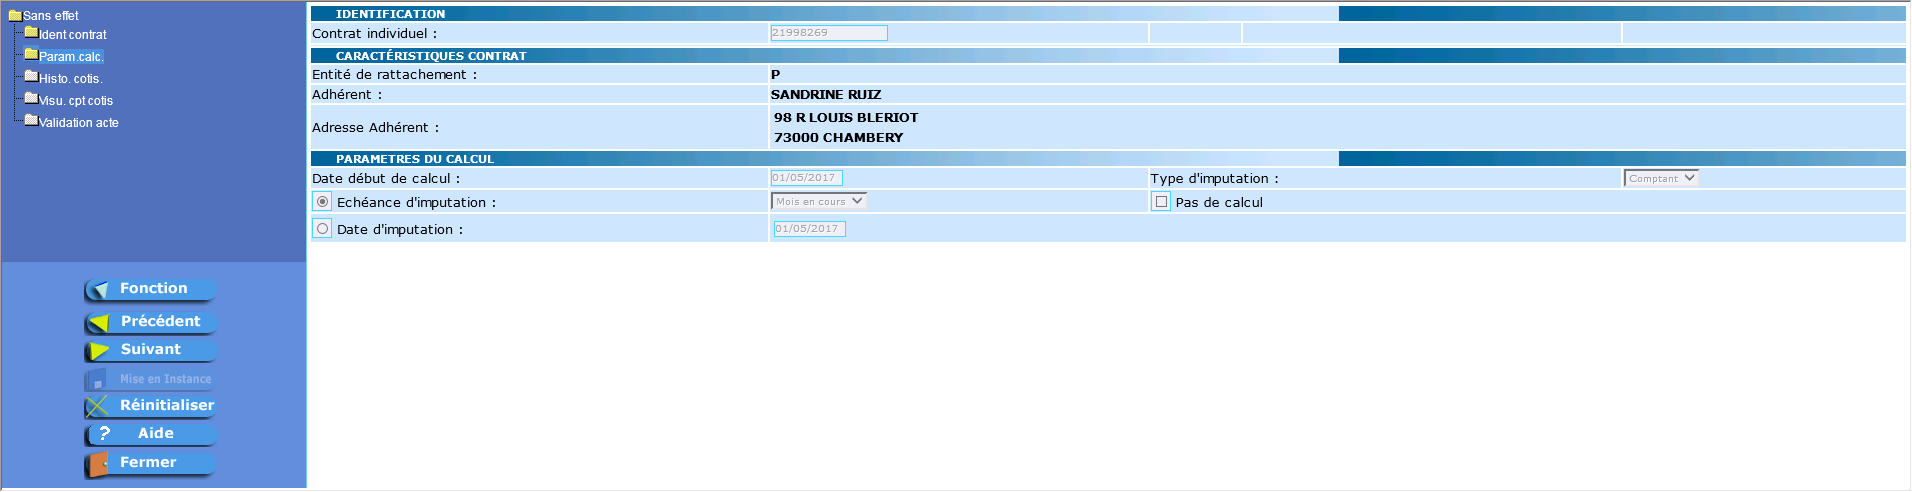 Sans effet
Ident contrat
Param.calc.
Histo. cotis.
Visu. cpt cotis
Validation acte
Fonction
Précédent
Suivant
Mise en Instance
Réinitialiser
? Aide
Fermer
IDENTIFICATION
Contrat individuel : 21998269
CARACTÉRISTIQUES CONTRAT
Entité de rattachement : P
Adhérent : SANDRINE RUIZ
Adresse Adhérent : 98 R LOUIS BLERIOT
73000 CHAMBERY
PARAMETRES DU CALCUL
Date début de calcul : 01/05/2017 Type d'imputation : Comptant
Echéance d'imputation : Mois en cours Pas de calcul
Date d'imputation : 01/05/2017